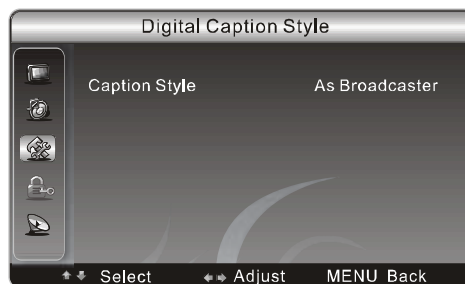 Digital Caption Style
Caption Style As Broadcaster
Select Adjust MENU Back